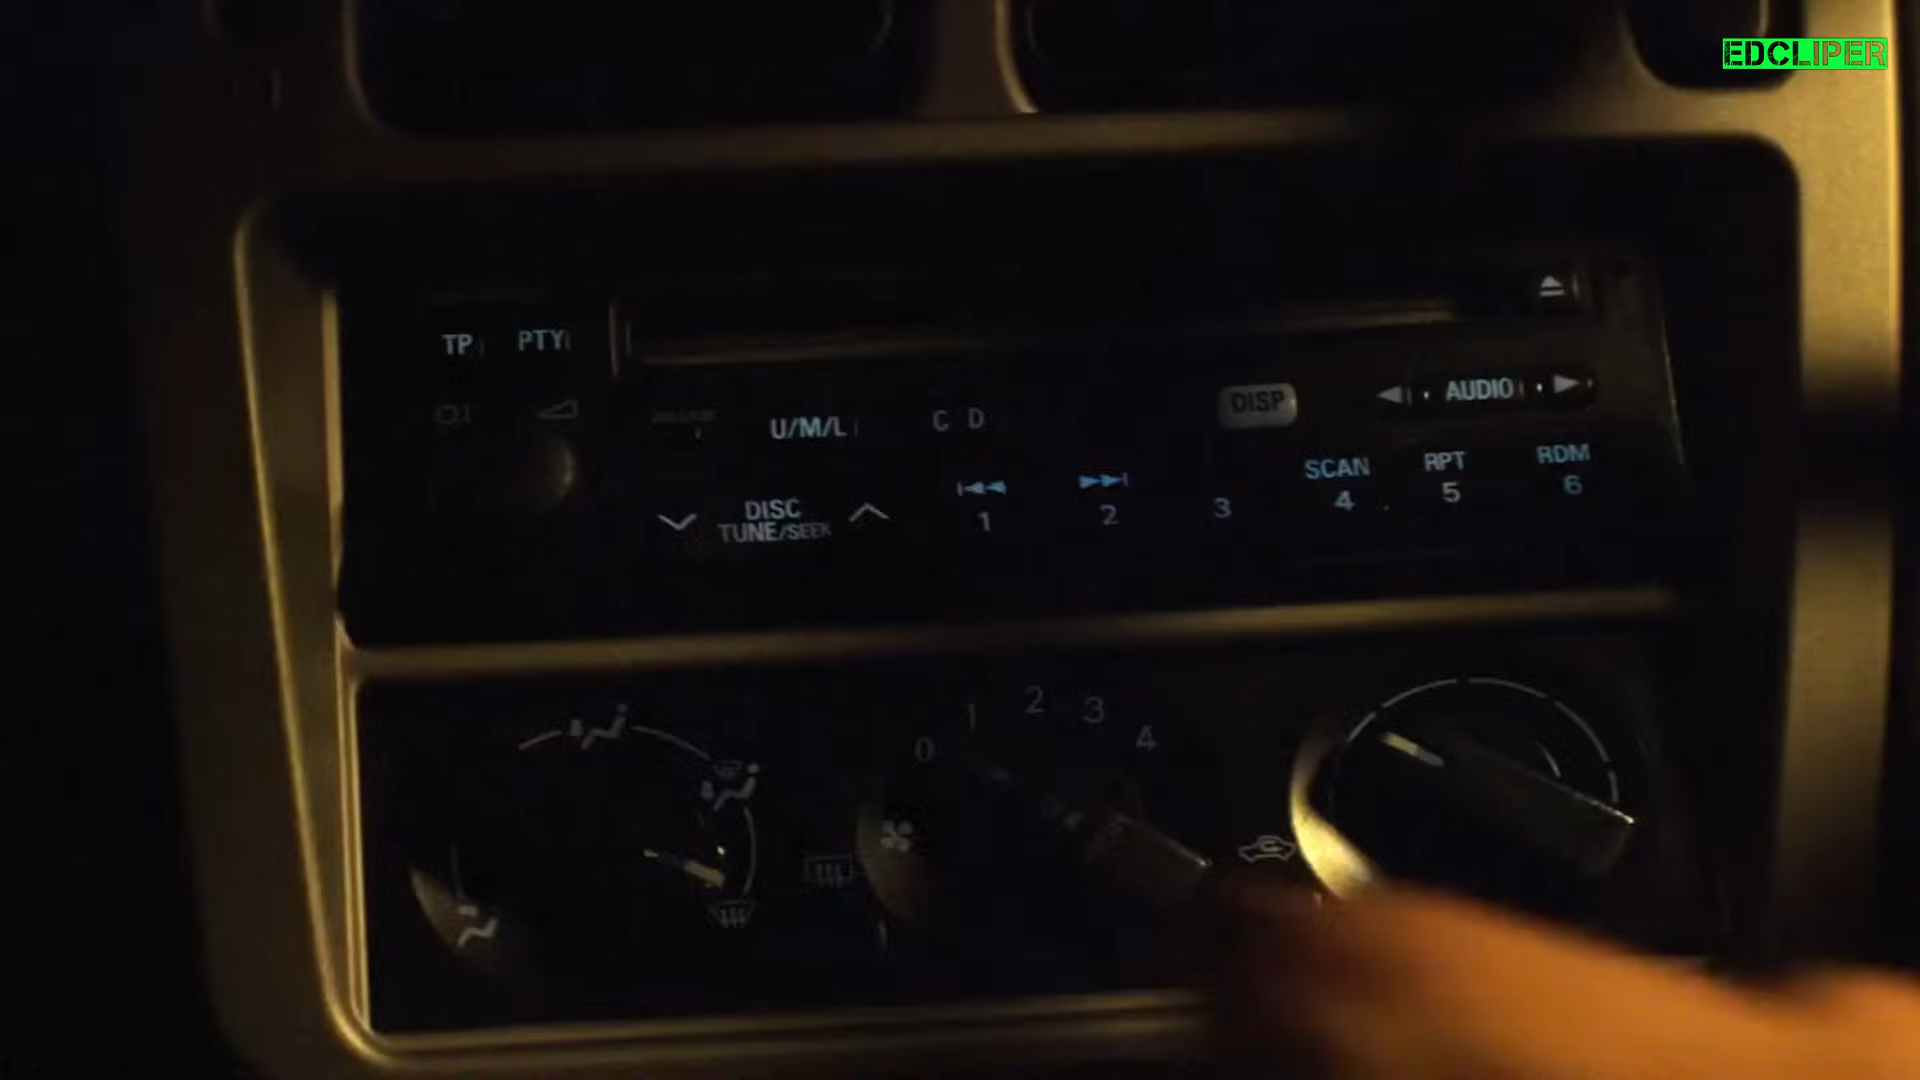 EDCLIPER
TP PTY
U/M/L C D DISP AUDIO
DISC
TUNE/SEEK
SCAN RPT RDM
1 2 3 4 5 6
0 1 2 3 4